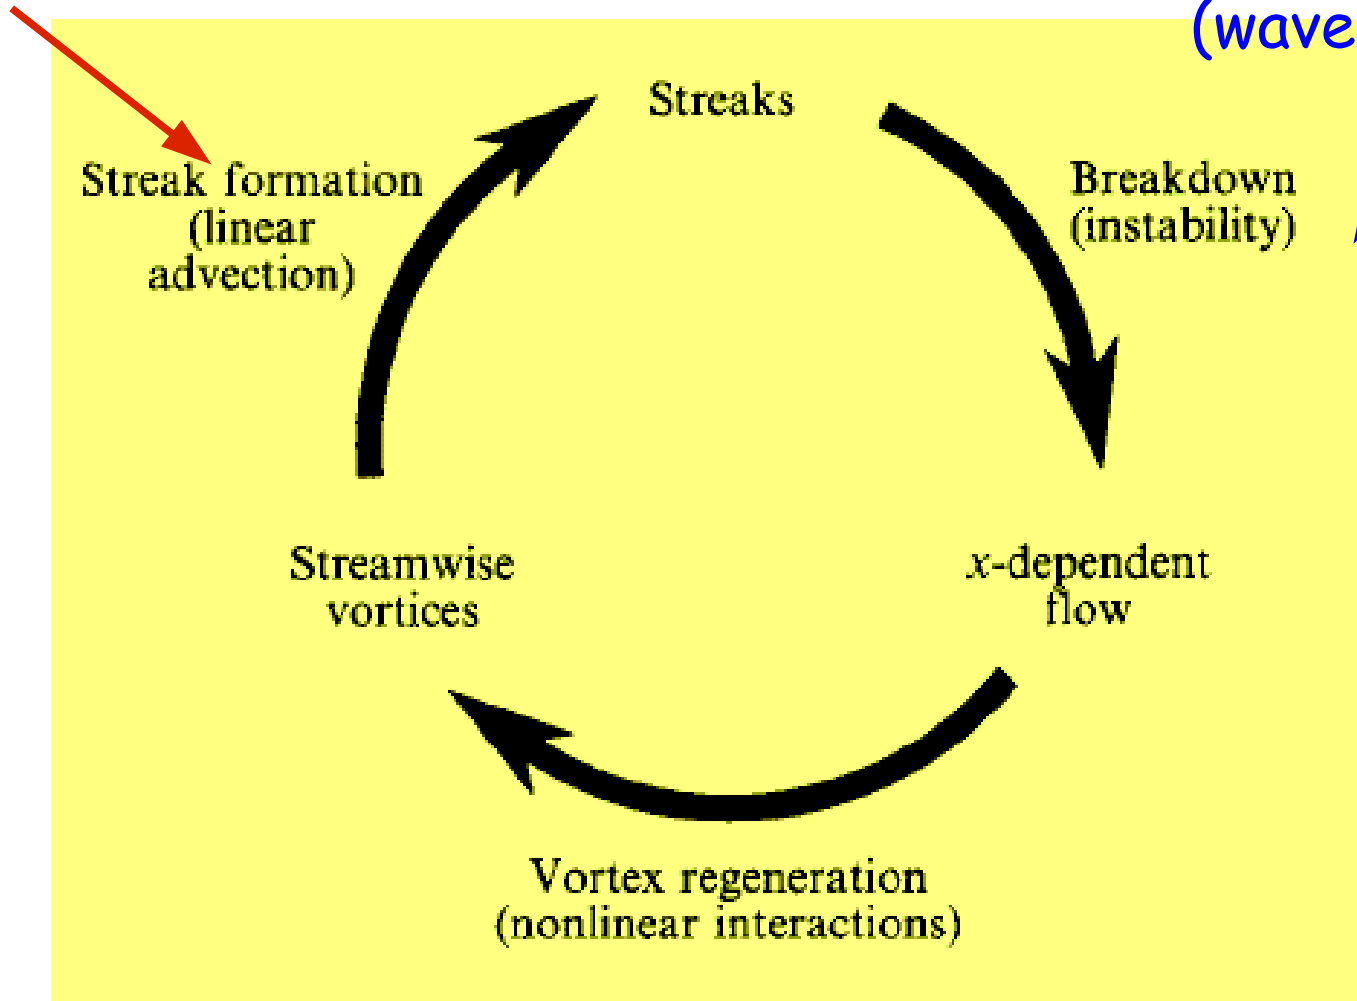 (wave
Streaks
Streak formation
(linear
advection)
Breakdown
(instability)
Streamwise
vortices
x-dependent
flow
Vortex regeneration
(nonlinear interactions)